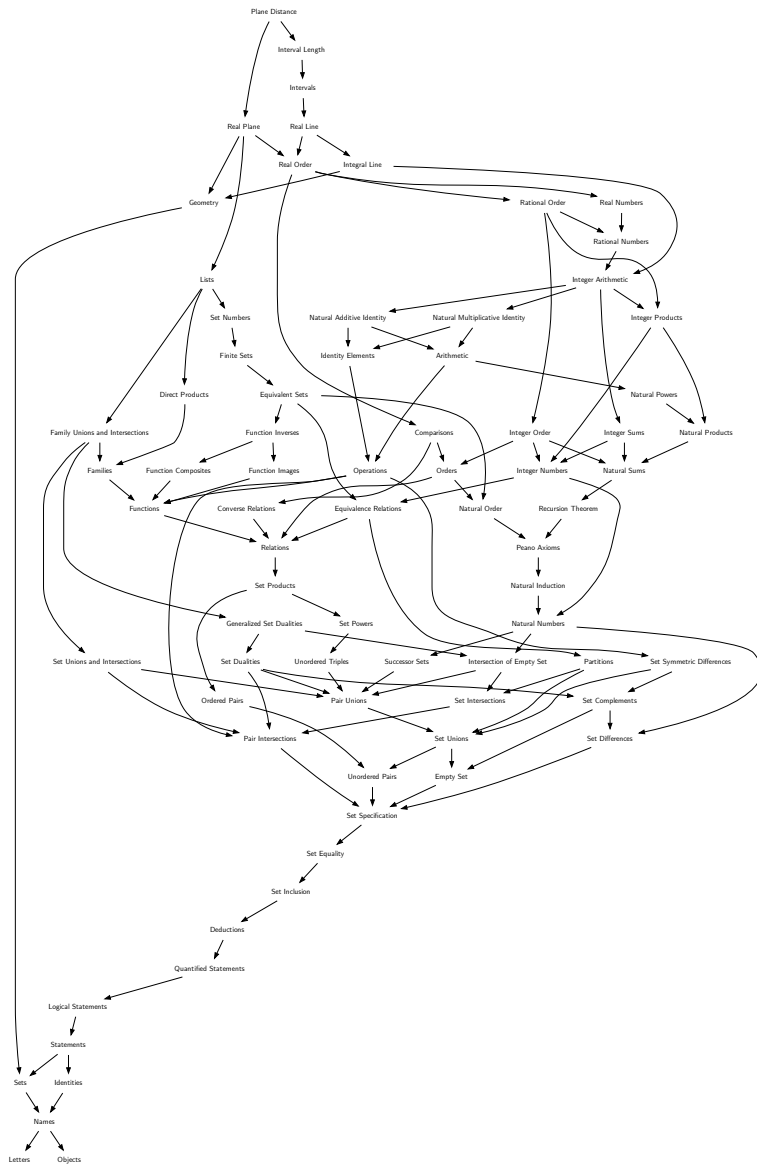 Plane Distance
Interval Length
Intervals
Real Plane
Real Line
Real Order
Integral Line
Geometry
Rational Order
Real Numbers
Rational Numbers
Lists
Integer Arithmetic
Set Numbers
Natural Additive Identity
Natural Multiplicative Identity
Integer Products
Finite Sets
Identity Elements
Arithmetic
Direct Products
Equivalent Sets
Natural Powers
Family Unions and Intersections
Function Inverses
Comparisons
Integer Order
Integer Sums
Natural Products
Families
Function Composites
Function Images
Operations
Orders
Integer Numbers
Natural Sums
Functions
Converse Relations
Equivalence Relations
Natural Order
Recursion Theorem
Relations
Peano Axioms
Set Products
Natural Induction
Generalized Set Dualities
Set Powers
Natural Numbers
Set Unions and Intersections
Set Dualities
Unordered Triples
Successor Sets
Intersection of Empty Set
Partitions
Set Symmetric Differences
Ordered Pairs
Pair Unions
Set Intersections
Set Complements
Pair Intersections
Set Unions
Set Differences
Unordered Pairs
Empty Set
Set Specification
Set Equality
Set Inclusion
Deductions
Quantified Statements
Logical Statements
Statements
Sets
Identities
Names
Letters
Objects